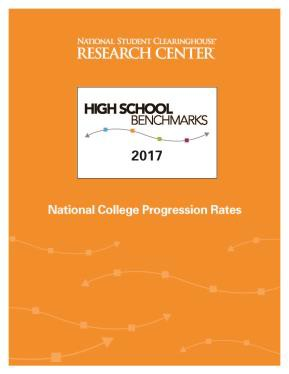 NATIONAL STUDENT CLEARINGHOUSE®
RESEARCH CENTER™
HIGH SCHOOL
BENCHMARKS
2017
National College Progression Rates